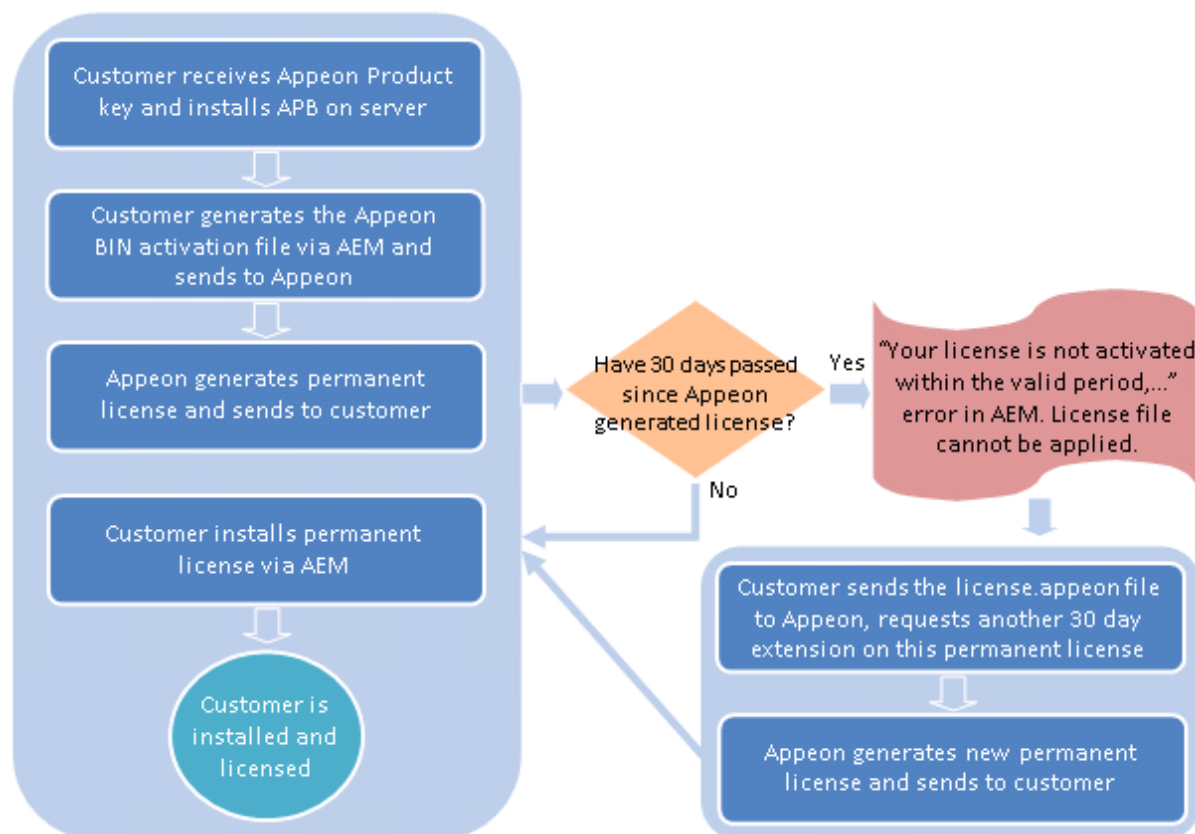 Customer receives Appeon Product
key and installs APB on server
Customer generates the Appeon
BIN activation file via AEM and
sends to Appeon
Appeon generates permanent
license and sends to customer
Have 30 days passed
since Appeon
generated license?
Yes
No
“Your license is not activated
within the valid period,...”
error in AEM. License file
cannot be applied.
Customer sends the license.appeon file
to Appeon, requests another 30 day
extension on this permanent license
Appeon generates new permanent
license and sends to customer
Customer installs permanent
license via AEM
Customer is
installed and
licensed